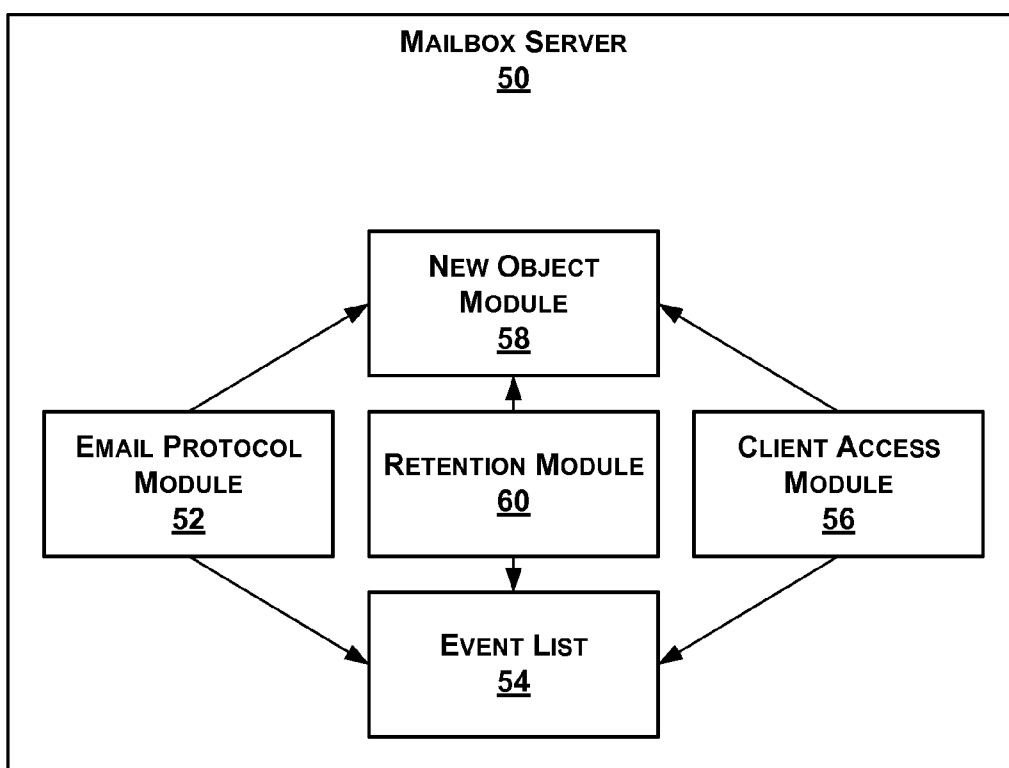 MAILBOX SERVER
50
NEW OBJECT
MODULE
58
EMAIL PROTOCOL
MODULE
52
RETENTION MODULE
60
CLIENT ACCESS
MODULE
56
EVENT LIST
54